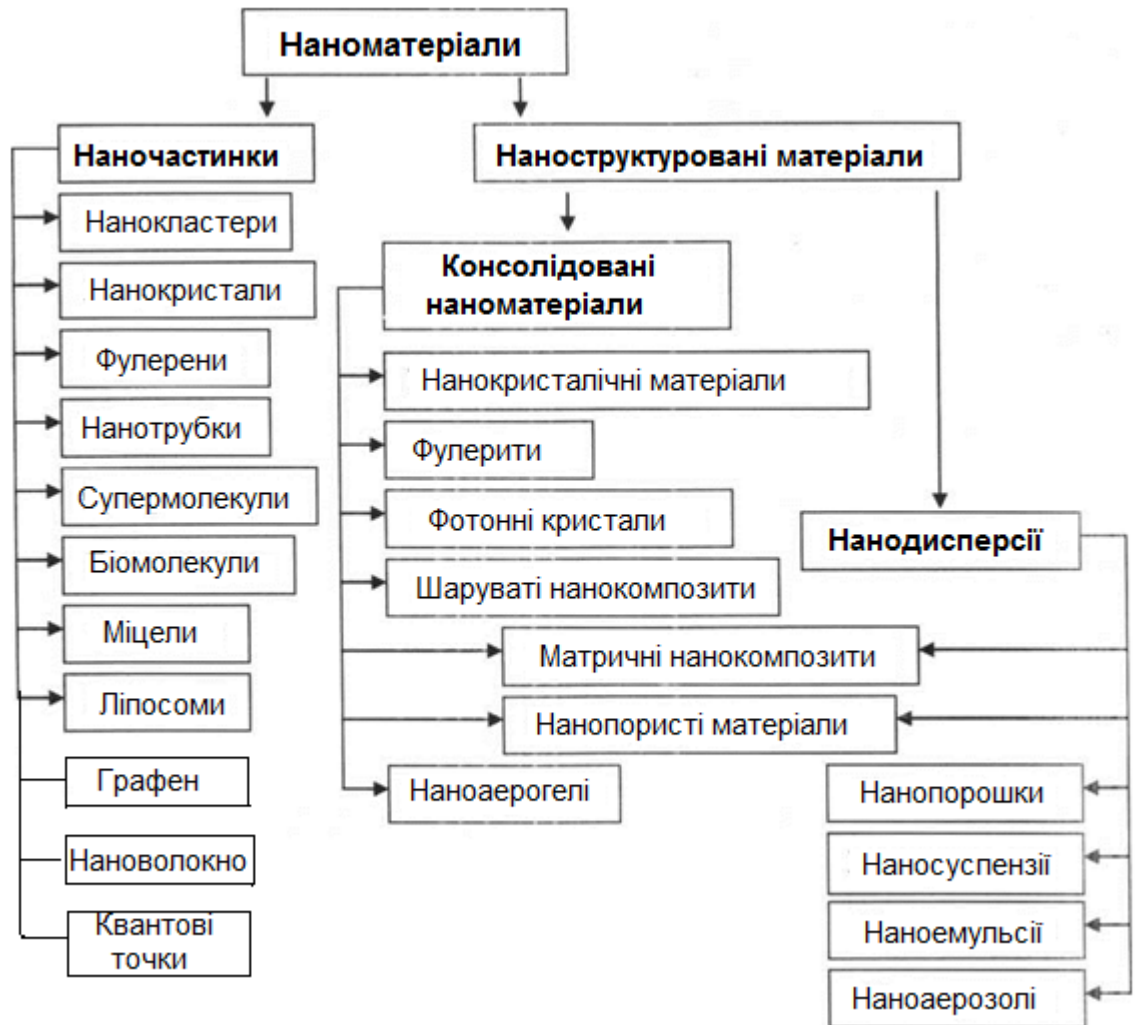 Наноматеріали
Наночастинки
Наноструктуровані матеріали
Нанокластери
Нанокристали
Фулерени
Нанотрубки
Супермолекули
Біомолекули
Міцели
Ліпосоми
Графен
Нановолокно
Квантові
точки
Консолідовані
наноматеріали
Нанокристалічні матеріали
Фулерити
Фотонні кристали
Шаруваті нанокомпозити
Матричні нанокомпозити
Нанопористі матеріали
Наноаерогелі
Нанодисперсії
Нанопорошки
Наносуспензії
Наноемульсії
Наноаерозолі